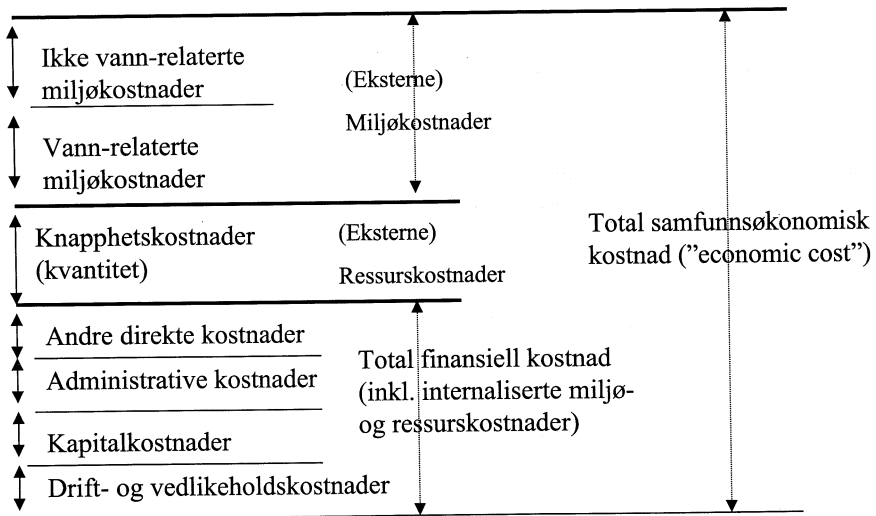 Ikke vann-relaterte
miljøkostnader
(Eksterne)
Miljøkostnader
Vann-relaterte
miljøkostnader
Knapphetskostnader
(kvantitet)
(Eksterne)
Ressurskostnader
Total samfunnsøkonomisk
kostnad (”economic cost”)
Andre direkte kostnader
Administrative kostnader
Kapitalkostnader
Drift- og vedlikeholdskostnader
Total finansiell kostnad
(inkl. internaliserte miljø-
og ressurskostnader)